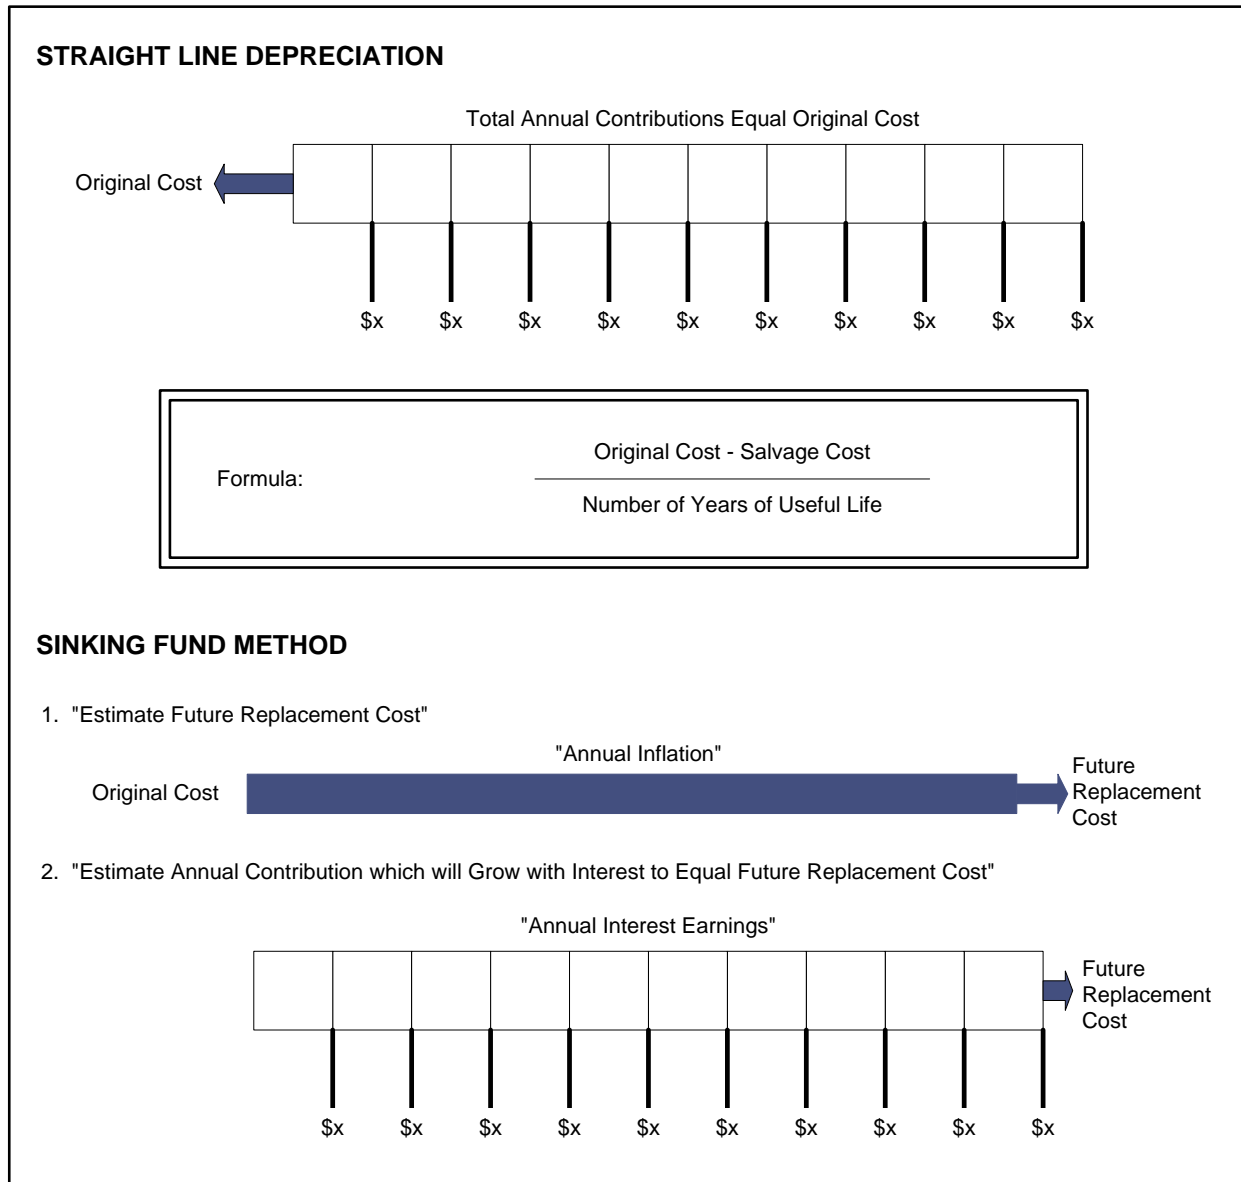 STRAIGHT LINE DEPRECIATION
Total Annual Contributions Equal Original Cost
Original Cost
$x $x $x $x $x $x $x $x $x $x
Formula:
Original Cost - Salvage Cost
Number of Years of Useful Life
SINKING FUND METHOD
1. "Estimate Future Replacement Cost"
"Annual Inflation"
Original Cost
Future
Replacement
Cost
2. "Estimate Annual Contribution which will Grow with Interest to Equal Future Replacement Cost"
"Annual Interest Earnings"
Future
Replacement
Cost
$x $x $x $x $x $x $x $x $x $x